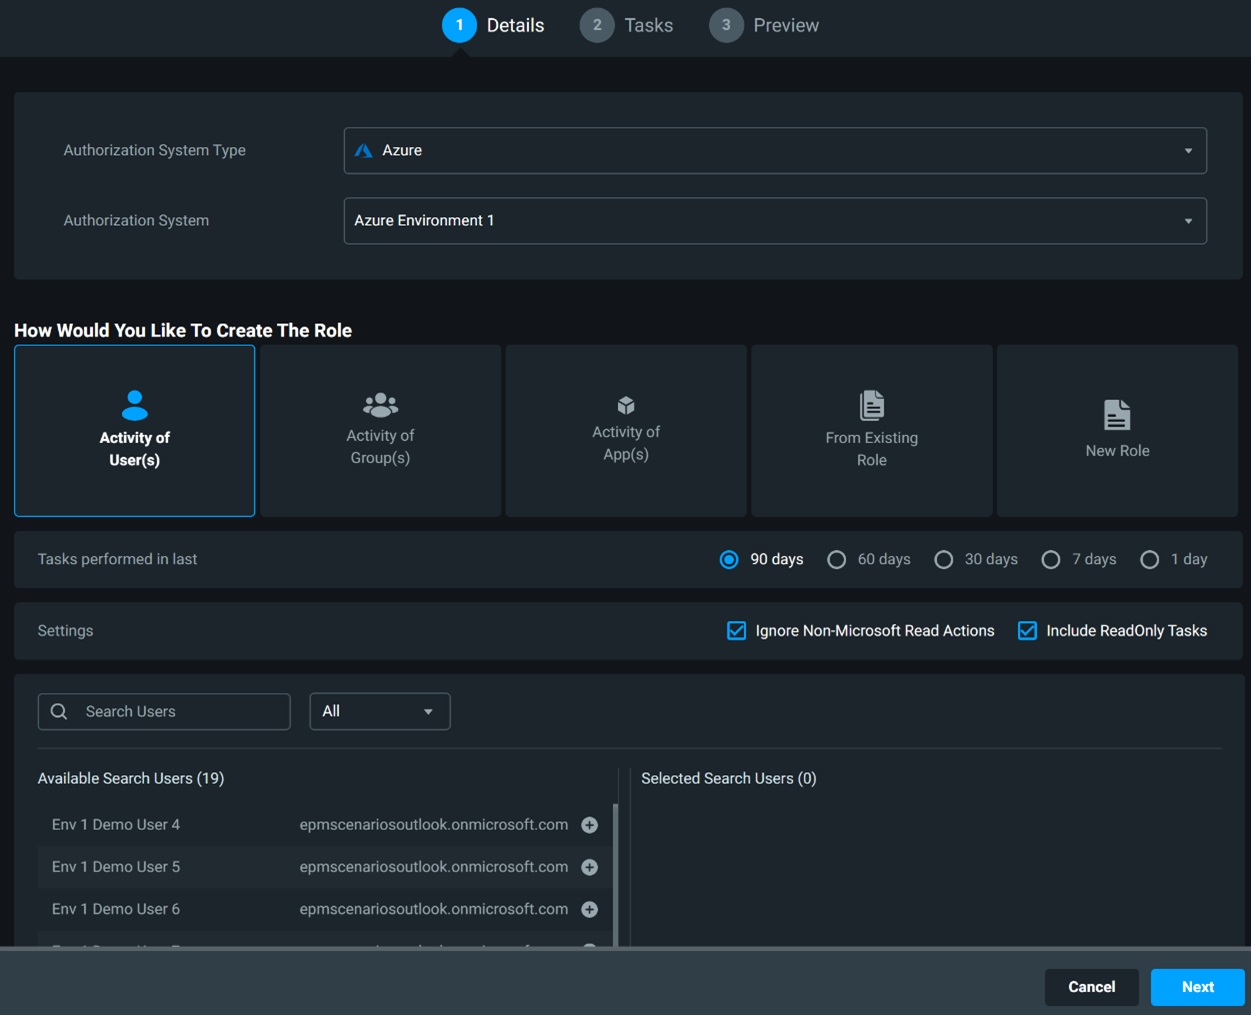 1 Details 2 Tasks 3 Preview
Authorization System Type
Azure
Authorization System
Azure Environment 1
How Would You Like To Create The Role
Activity of
User(s)
Activity of
Group(s)
Activity of
App(s)
From Existing
Role
New Role
Tasks performed in last 90 days 60 days 30 days 7 days 1 day
Settings Ignore Non-Microsoft Read Actions Include ReadOnly Tasks
Search Users All
Available Search Users (19) Selected Search Users (0)
Env 1 Demo User 4 epmscenariosoutlook.onmicrosoft.com
Env 1 Demo User 5 epmscenariosoutlook.onmicrosoft.com
Env 1 Demo User 6 epmscenariosoutlook.onmicrosoft.com
Cancel Next